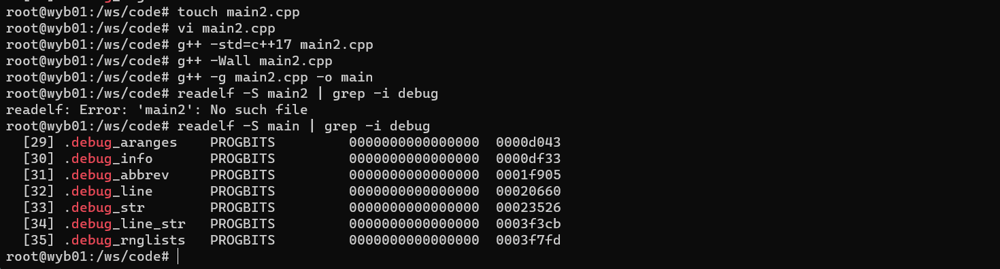 root@wyb01:/ws/code# touch main2.cpp
root@wyb01:/ws/code# vi main2.cpp
root@wyb01:/ws/code# g++ -std=c++17 main2.cpp
root@wyb01:/ws/code# g++ -Wall main2.cpp
root@wyb01:/ws/code# g++ -g main2.cpp -o main
root@wyb01:/ws/code# readelf -S main2 | grep -i debug
readelf: Error: 'main2': No such file
root@wyb01:/ws/code# readelf -S main | grep -i debug
  [29] .debug_aranges    PROGBITS         0000000000000000  0000d043
  [30] .debug_info       PROGBITS         0000000000000000  0000df33
  [31] .debug_abbrev     PROGBITS         0000000000000000  0001f905
  [32] .debug_line       PROGBITS         0000000000000000  00020660
  [33] .debug_str        PROGBITS         0000000000000000  00023526
  [34] .debug_line_str   PROGBITS         0000000000000000  0003f3cb
  [35] .debug_rnglists   PROGBITS         0000000000000000  0003f7fd
root@wyb01:/ws/code#